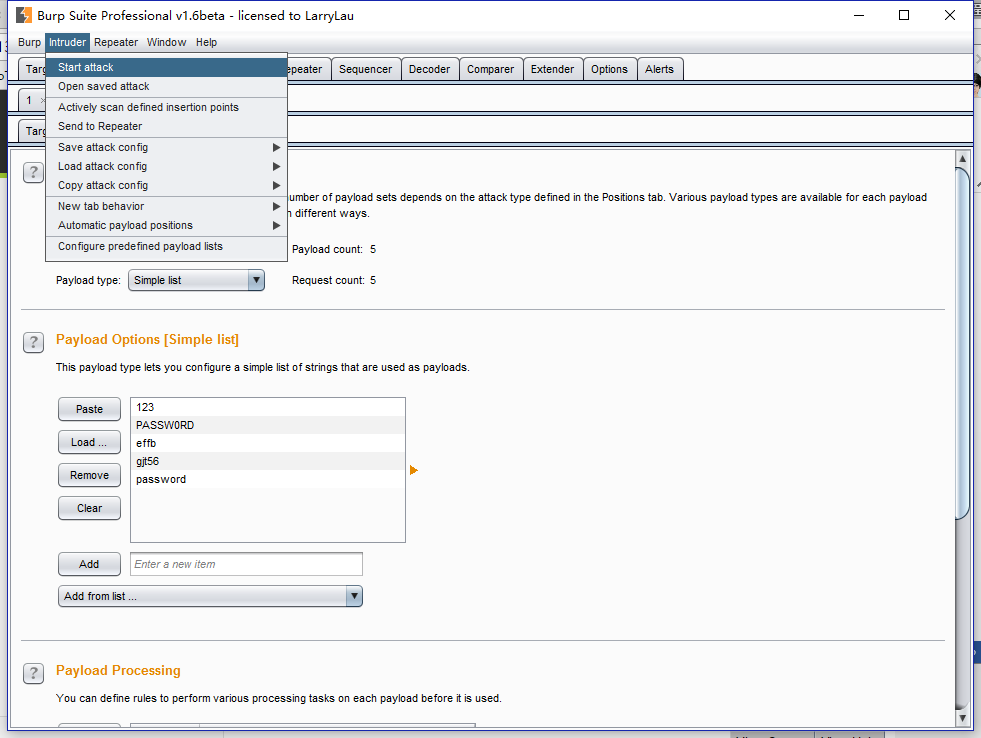 Burp Suite Professional v1.6beta - licensed to LarryLau
Burp Intruder Repeater Window Help
Start attack
Open saved attack
Actively scan defined insertion points
Send to Repeater
Save attack config
Load attack config
Copy attack config
New tab behavior
Automatic payload positions
Configure predefined payload lists
Targ epeater Sequencer Decoder Comparer Extender Options Alerts
1 ×
Targ
? umber of payload sets depends on the attack type defined in the Positions tab. Various payload types are available for each payload
n different ways.
Payload count: 5
Payload type: Simple list Request count: 5
? Payload Options [Simple list]
This payload type lets you configure a simple list of strings that are used as payloads.
Paste
Load ...
Remove
Clear
123
PASSW0RD
effb
gjt56
password
Add Enter a new item
Add from list ...
? Payload Processing
You can define rules to perform various processing tasks on each payload before it is used.